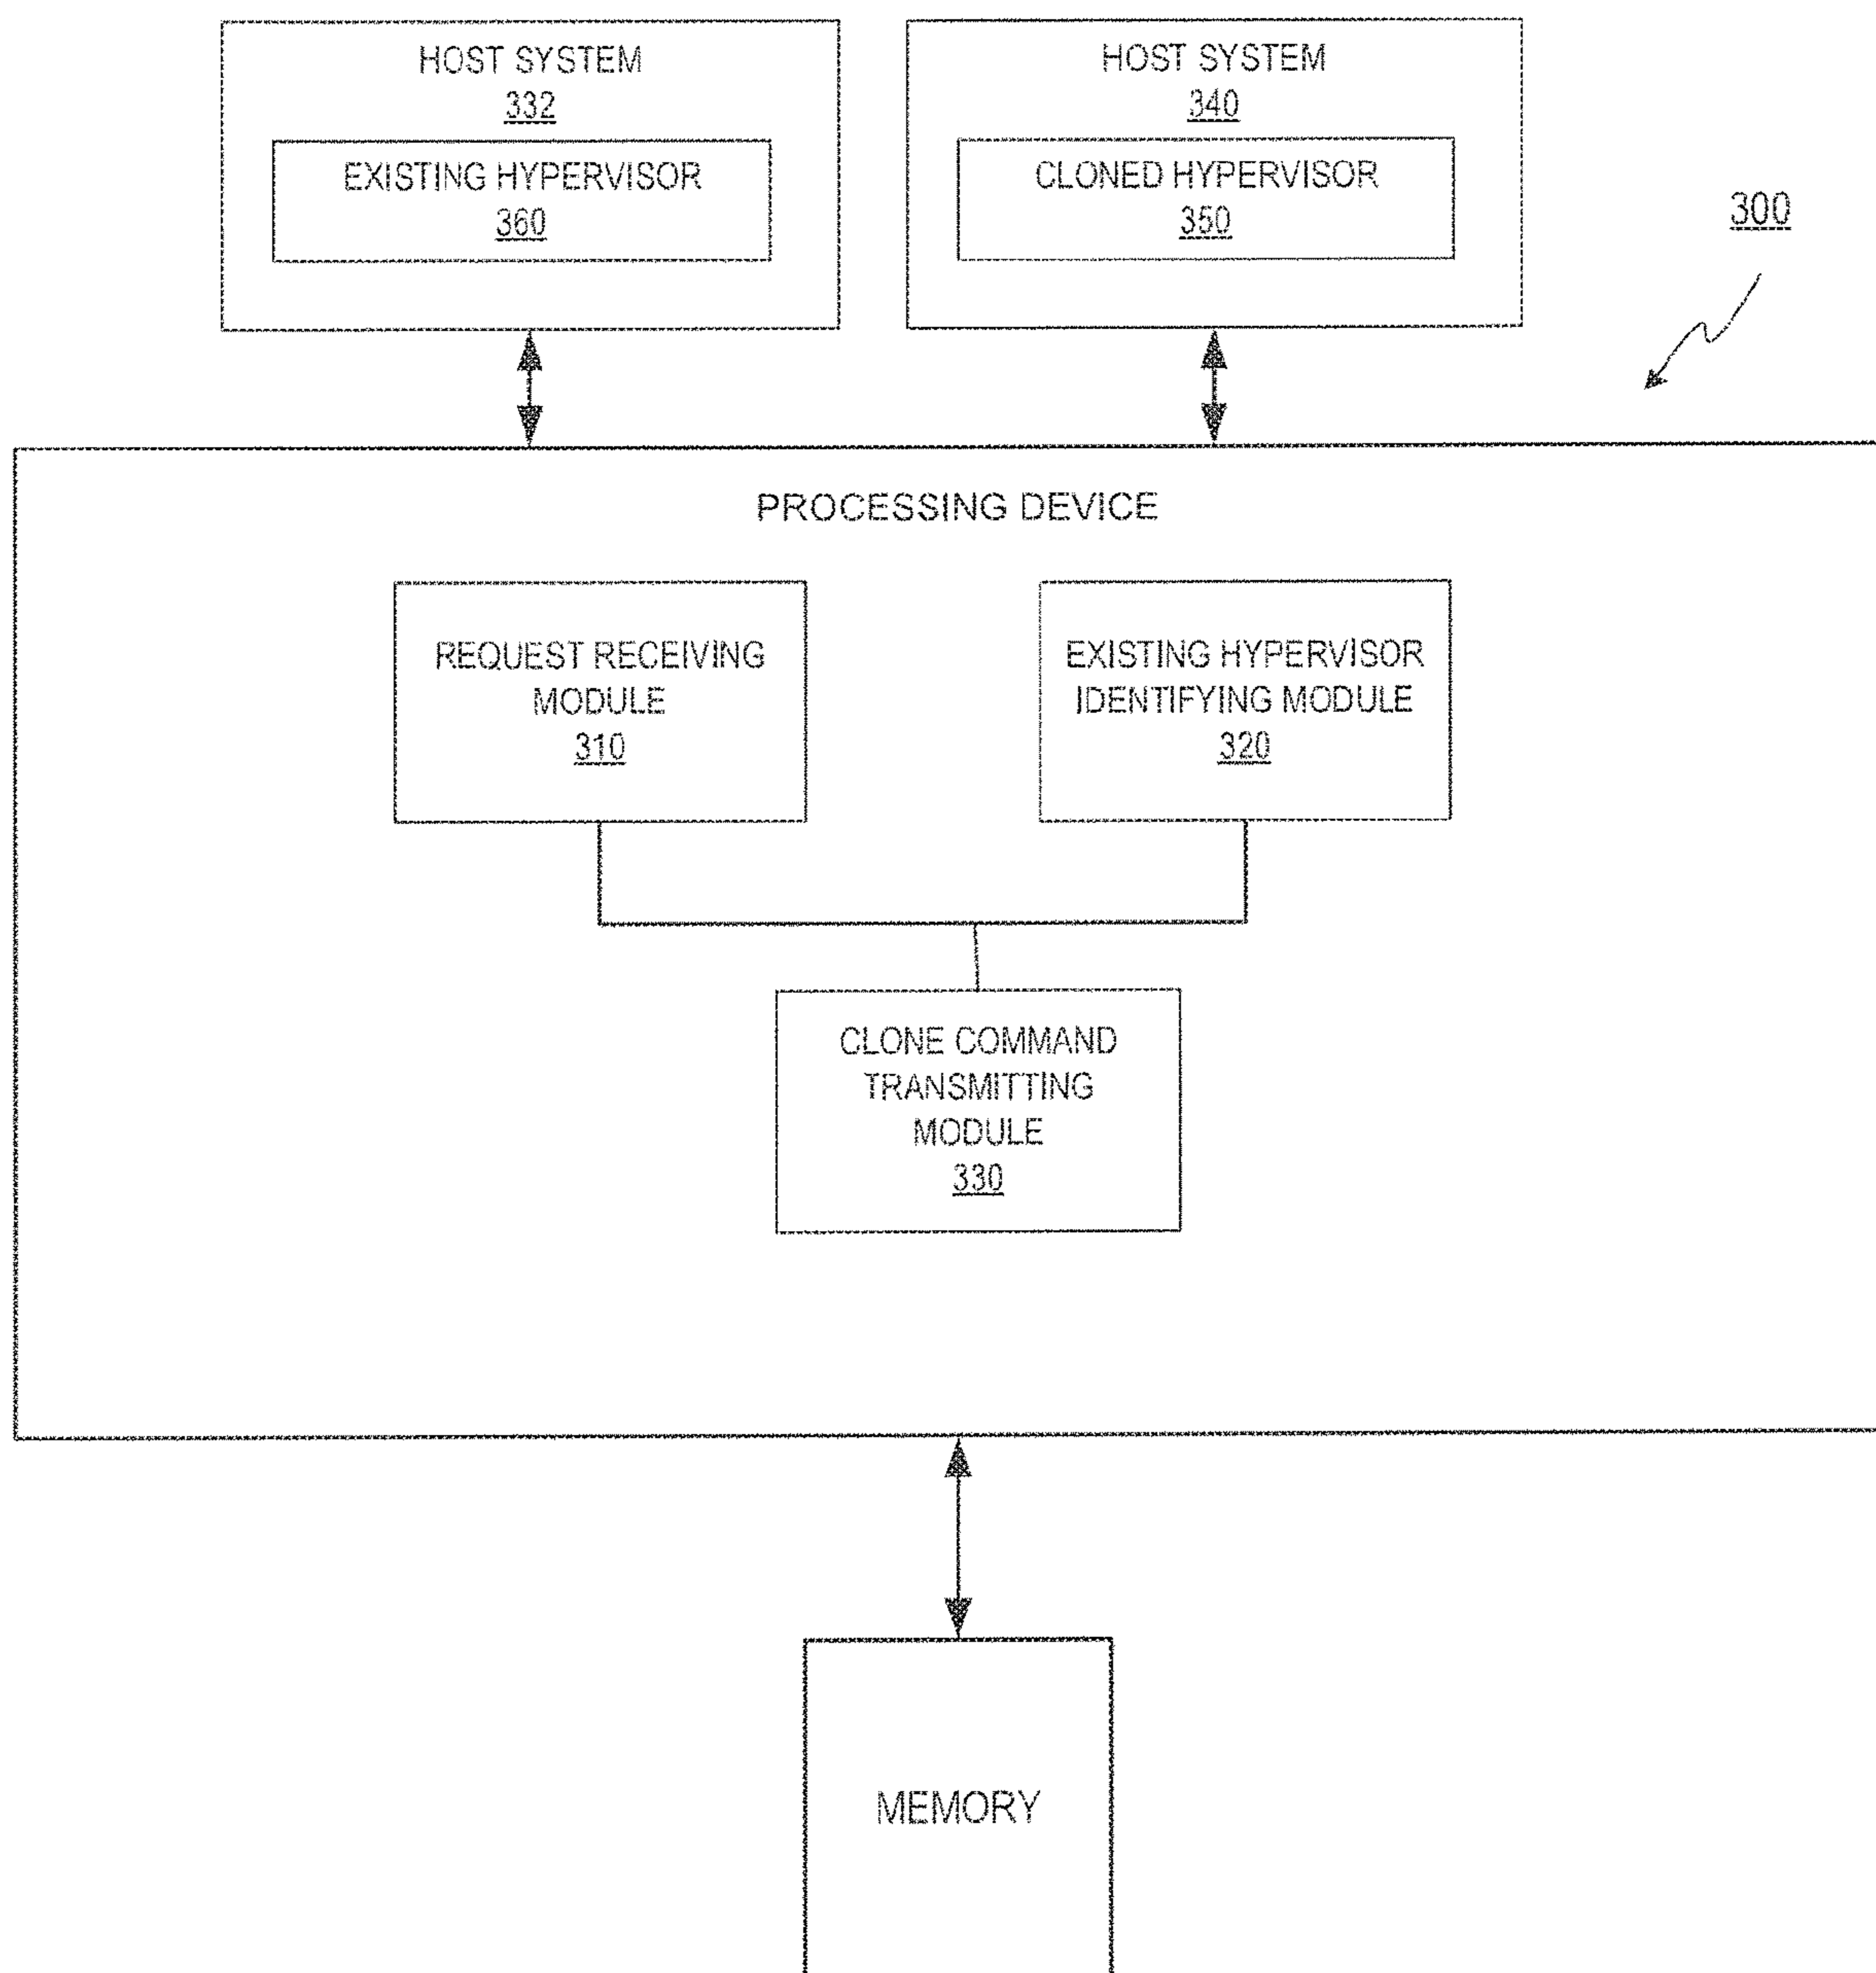 HOST SYSTEM
332
EXISTING HYPERVISOR
360
HOST SYSTEM
340
CLONED HYPERVISOR
350
300
PROCESSING DEVICE
REQUEST RECEIVING
MODULE
310
EXISTING HYPERVISOR
IDENTIFYING MODULE
320
CLONE COMMAND
TRANSMITTING
MODULE
330
MEMORY